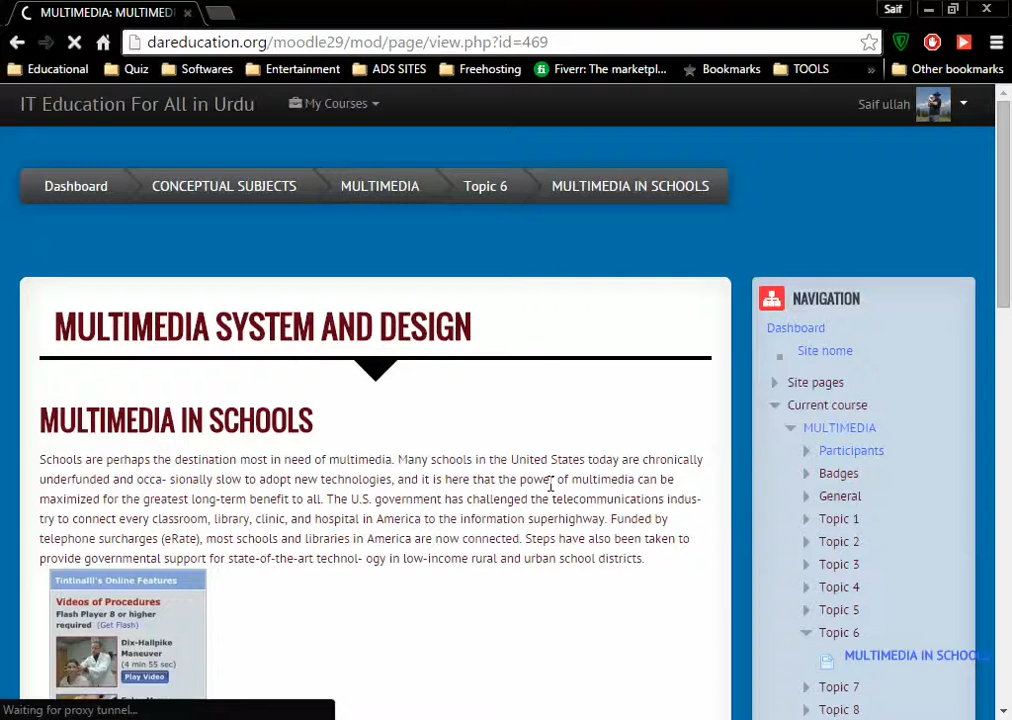 MULTIMEDIA: MULTIMED
Saif
dareducation.org/moodle29/mod/page/view.php?id=469
Educational Quiz Softwares Entertainment ADS SITES Freehosting Fiverr: The marketpl... Bookmarks TOOLS » Other bookmarks
IT Education For All in Urdu My Courses Saif ullah
Dashboard CONCEPTUAL SUBJECTS MULTIMEDIA Topic 6 MULTIMEDIA IN SCHOOLS
MULTIMEDIA SYSTEM AND DESIGN
MULTIMEDIA IN SCHOOLS
Schools are perhaps the destination most in need of multimedia. Many schools in the United States today are chronically
underfunded and occa- sionally slow to adopt new technologies, and it is here that the power of multimedia can be
maximized for the greatest long-term benefit to all. The U.S. government has challenged the telecommunications indus-
try to connect every classroom, library, clinic, and hospital in America to the information superhighway. Funded by
telephone surcharges (eRate), most schools and libraries in America are now connected. Steps have also been taken to
provide governmental support for state-of-the-art technol- ogy in low-income rural and urban school districts.
Tintinalli's Online Features
Videos of Procedures
Flash Player 8 or higher
required (Get Flash)
Dix-Hallpike
Maneuver
(4 min 55 sec)
Play Video
NAVIGATION
Dashboard
Site home
Site pages
Current course
MULTIMEDIA
Participants
Badges
General
Topic 1
Topic 2
Topic 3
Topic 4
Topic 5
Topic 6
MULTIMEDIA IN SCHOOLS
Topic 7
Topic 8
Waiting for proxy tunnel...